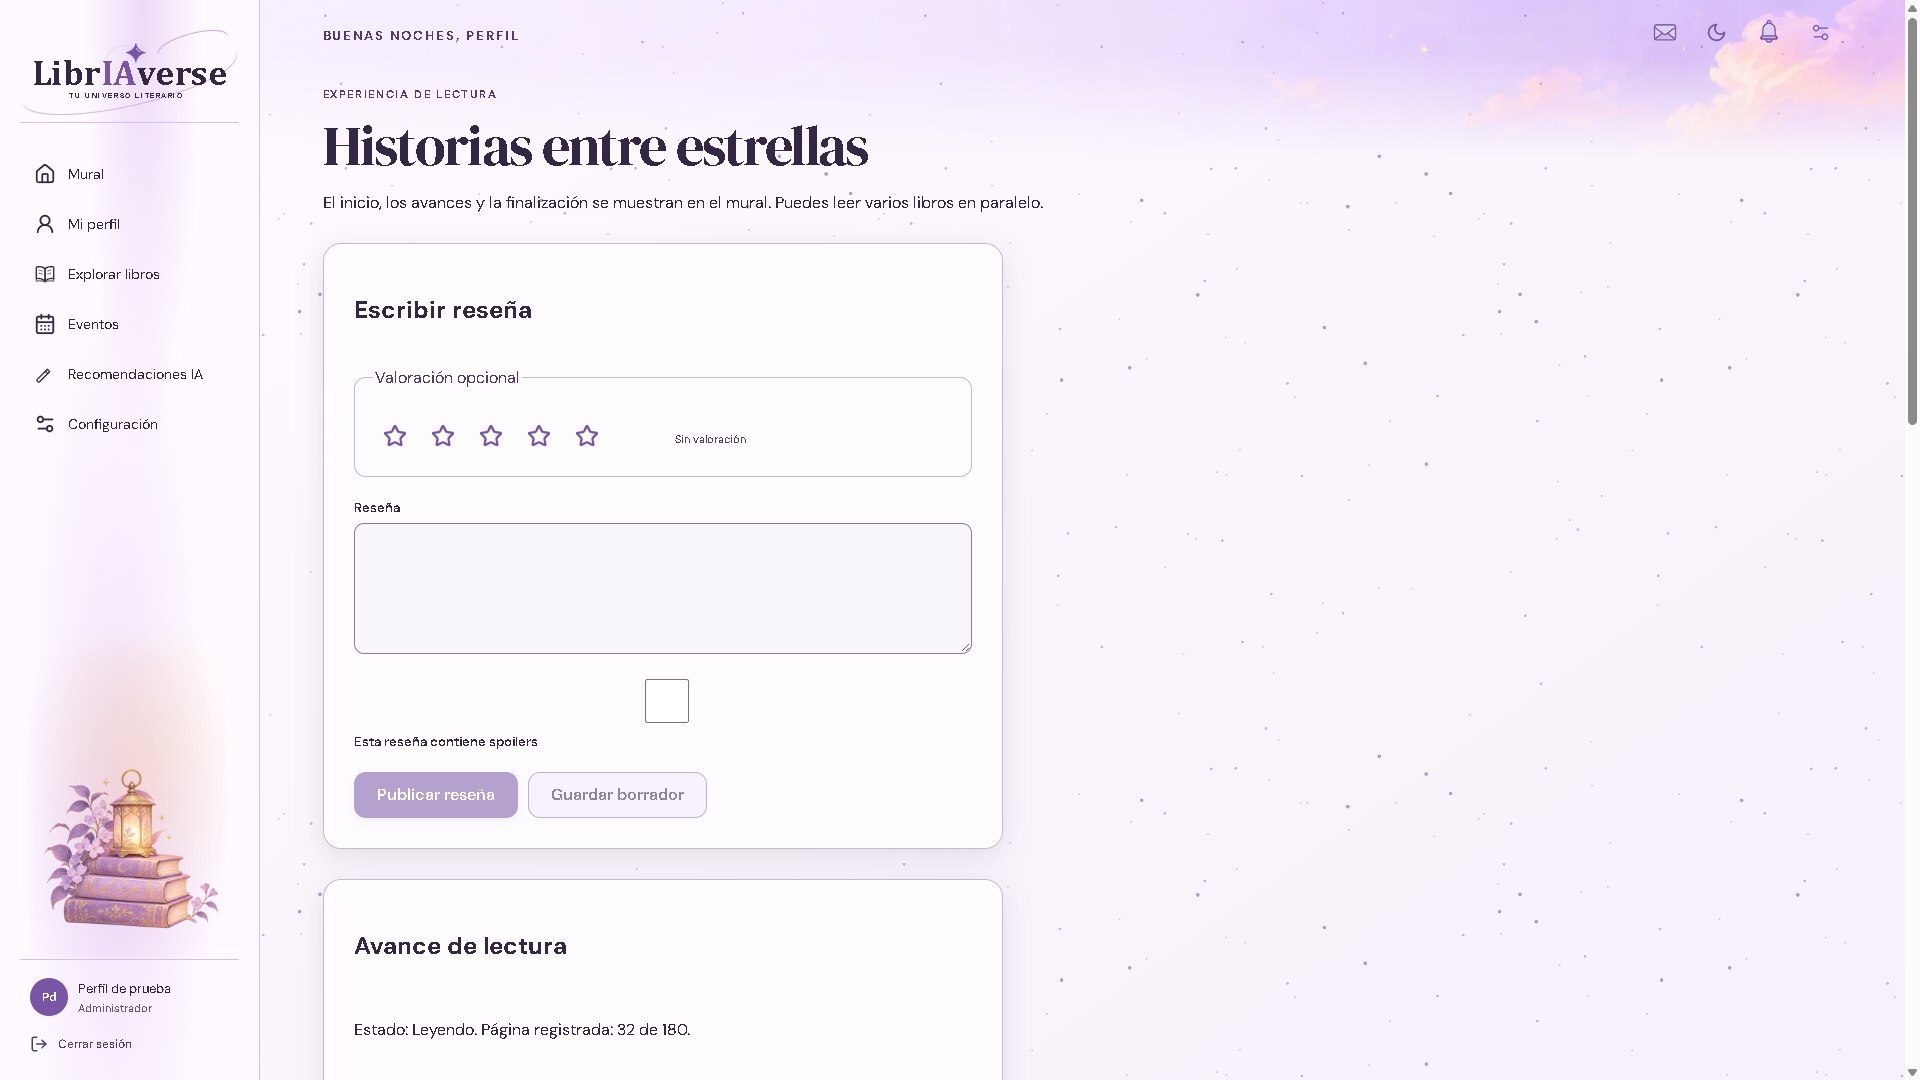 LibrIAverse
TU UNIVERSO LITERARIO
Mural
Mi perfil
Explorar libros
Eventos
Recomendaciones IA
Configuración
Pd
Perfil de prueba
Administrador
Cerrar sesión
BUENAS NOCHES, PERFIL
EXPERIENCIA DE LECTURA
Historias entre estrellas
El inicio, los avances y la finalización se muestran en el mural. Puedes leer varios libros en paralelo.
Escribir reseña
Valoración opcional
Sin valoración
Reseña
Esta reseña contiene spoilers
Publicar reseña
Guardar borrador
Avance de lectura
Estado: Leyendo. Página registrada: 32 de 180.